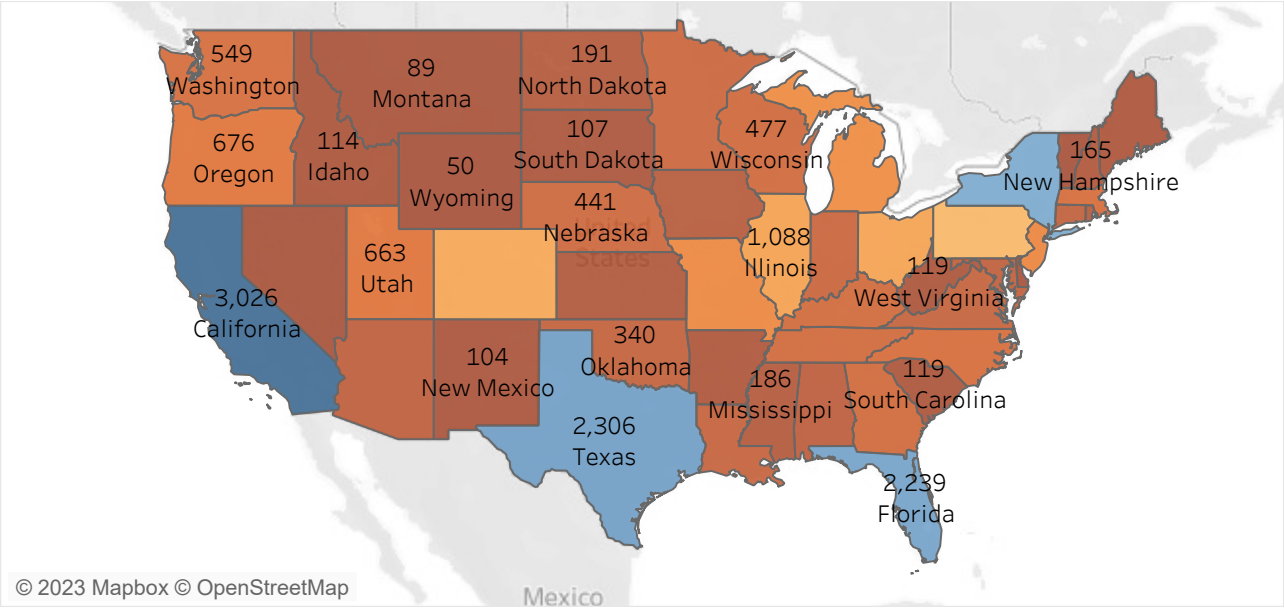 549
Washington
89
Montana
191
North Dakota
676
Oregon
114
Idaho
107
South Dakota
477
Wisconsin
165
New Hampshire
50
Wyoming
441
Nebraska
United
States
663
Utah
1,088
Illinois
119
West Virginia
3,026
California
104
New Mexico
340
Oklahoma
186
Mississippi
119
South Carolina
2,306
Texas
2,239
Florida
© 2023 Mapbox © OpenStreetMap
Mexico